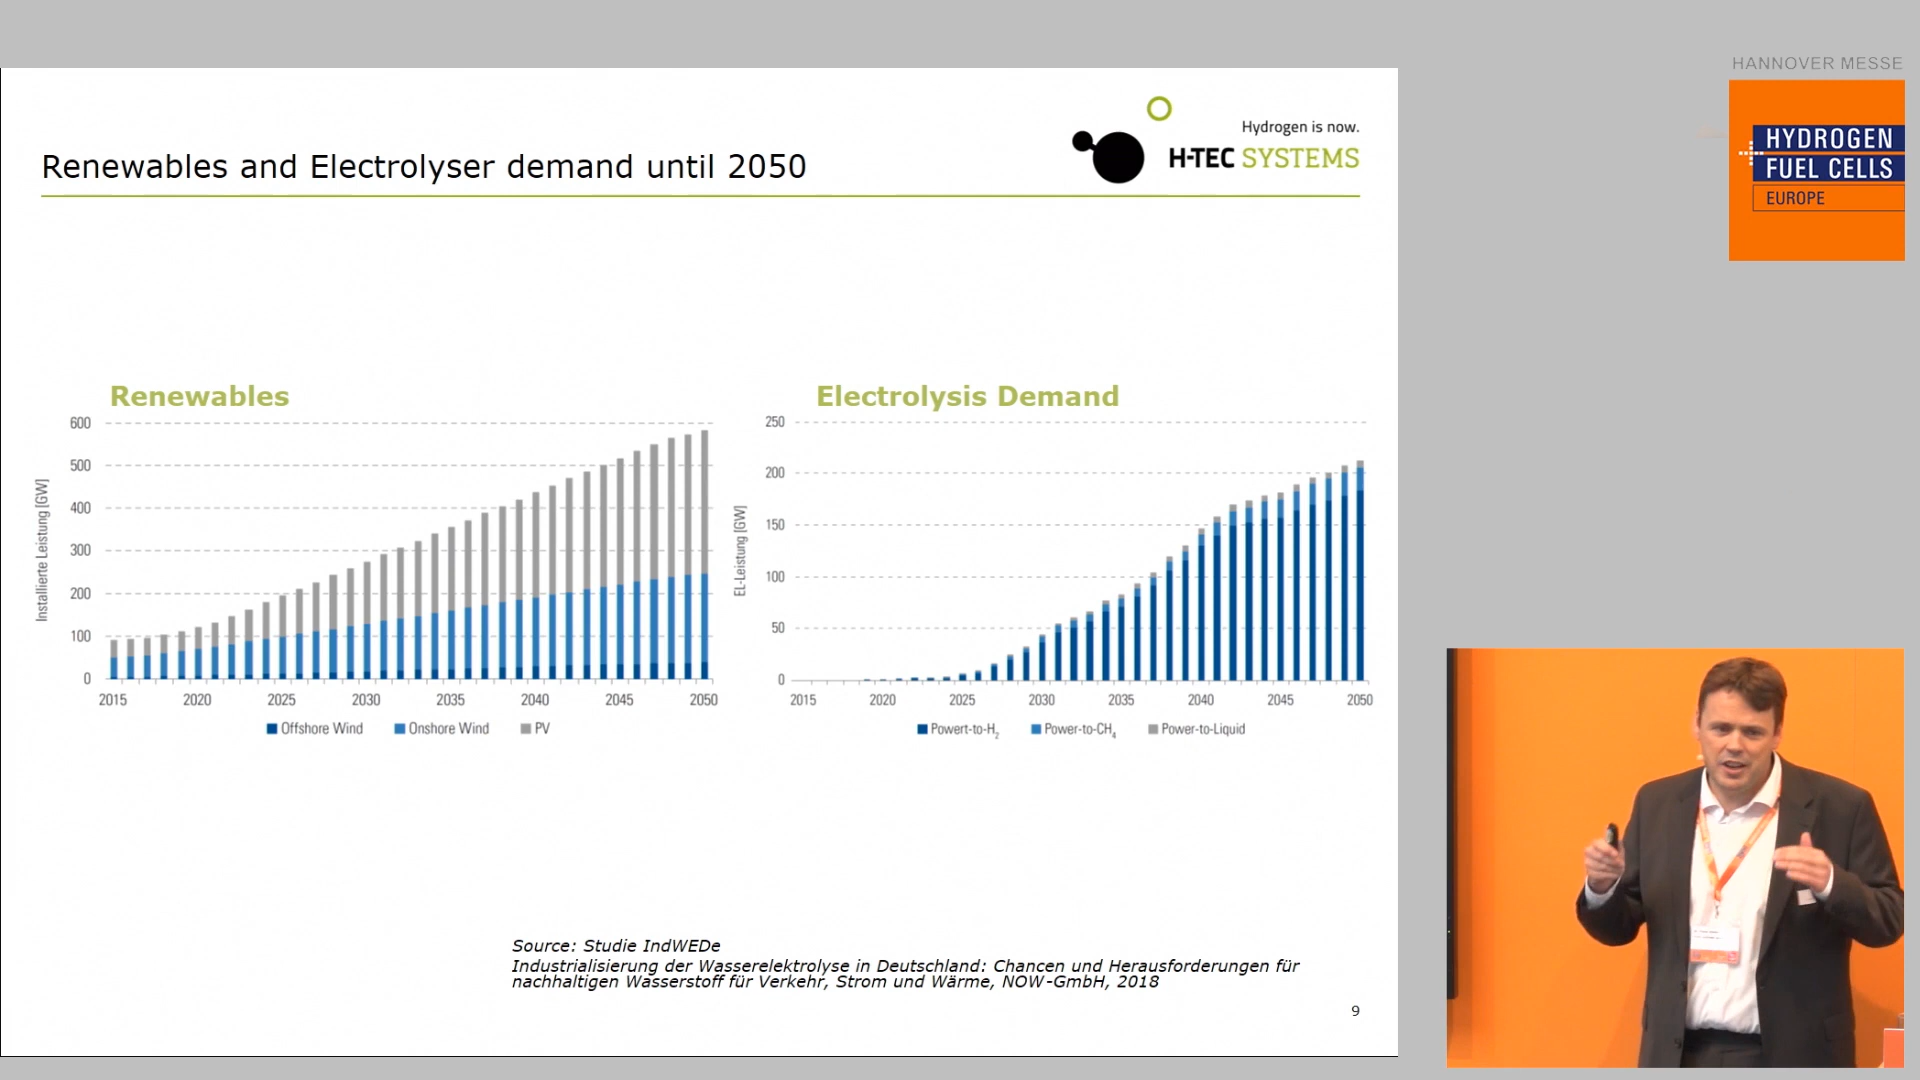 HANNOVER MESSE
HYDROGEN
FUEL CELLS
EUROPE
Hydrogen is now.
H-TEC SYSTEMS
Renewables and Electrolyser demand until 2050
Renewables
600
500
400
300
200
100
0
Installierte Leistung [GW]
2015 2020 2025 2030 2035 2040 2045 2050
Offshore Wind Onshore Wind PV
Electrolysis Demand
250
200
150
100
50
0
EL-Leistung [GW]
2015 2020 2025 2030 2035 2040 2045 2050
Powert-to-H₂ Power-to-CH₄ Power-to-Liquid
Source: Studie IndWEDe
Industrialisierung der Wasserelektrolyse in Deutschland: Chancen und Herausforderungen für
nachhaltigen Wasserstoff für Verkehr, Strom und Wärme, NOW-GmbH, 2018
9